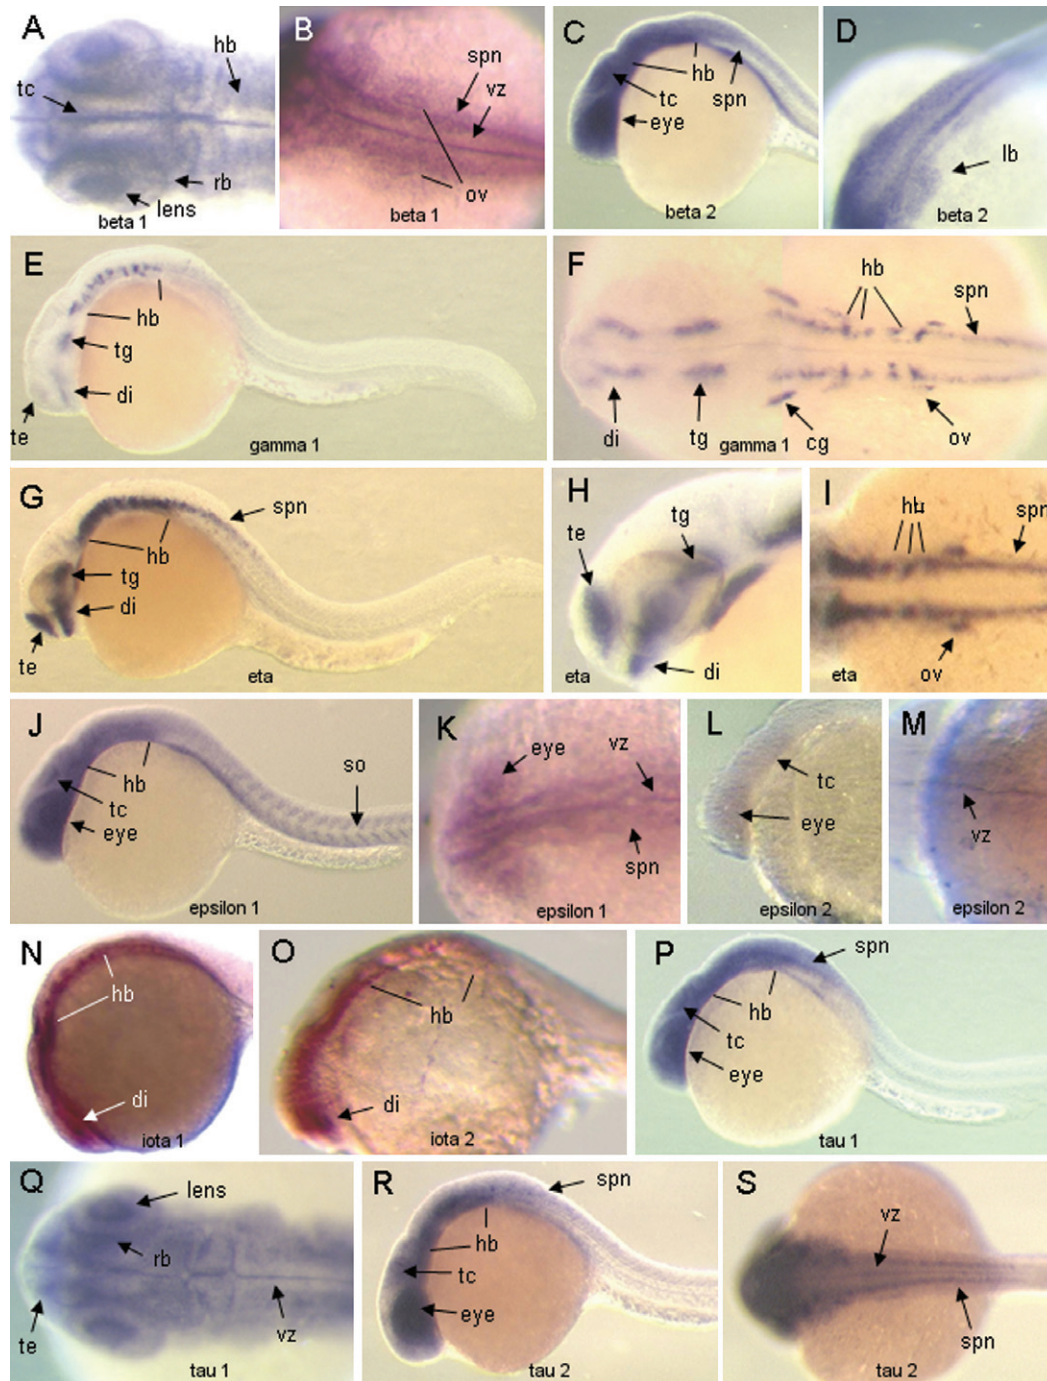 A
hb
tc
rb
lens
beta 1
B
spn
vz
ov
beta 1
C
hb
tc
spn
eye
beta 2
D
lb
beta 2
E
hb
tg
di
te
gamma 1
F
hb
spn
di
tg
cg
ov
gamma 1
G
spn
hb
tg
di
te
eta
H
tg
te
di
eta
I
spn
ov
eta
J
so
hb
tc
eye
epsilon 1
K
eye
vz
spn
epsilon 1
L
tc
eye
epsilon 2
M
vz
epsilon 2
N
hb
di
iota 1
O
hb
di
iota 2
P
spn
hb
tc
eye
tau 1
Q
lens
rb
te
vz
tau 1
R
spn
hb
tc
eye
tau 2
S
vz
spn
tau 2